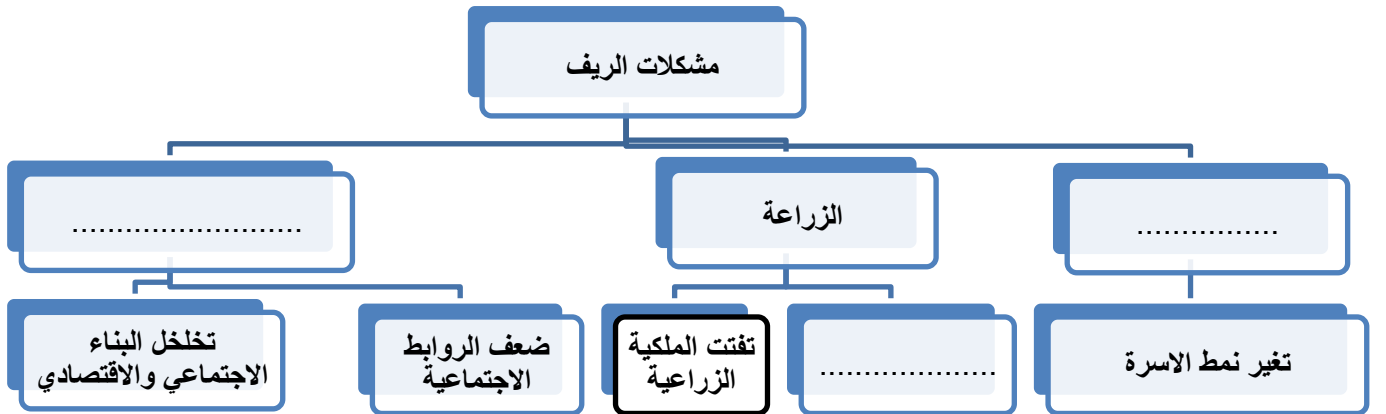 مشكلات الريف
................
الزراعة
..........................
تغير نمط الاسرة
....................
تفتت الملكية
الزراعية
ضعف الروابط
الاجتماعية
تخلخل البناء
الاجتماعي والاقتصادي